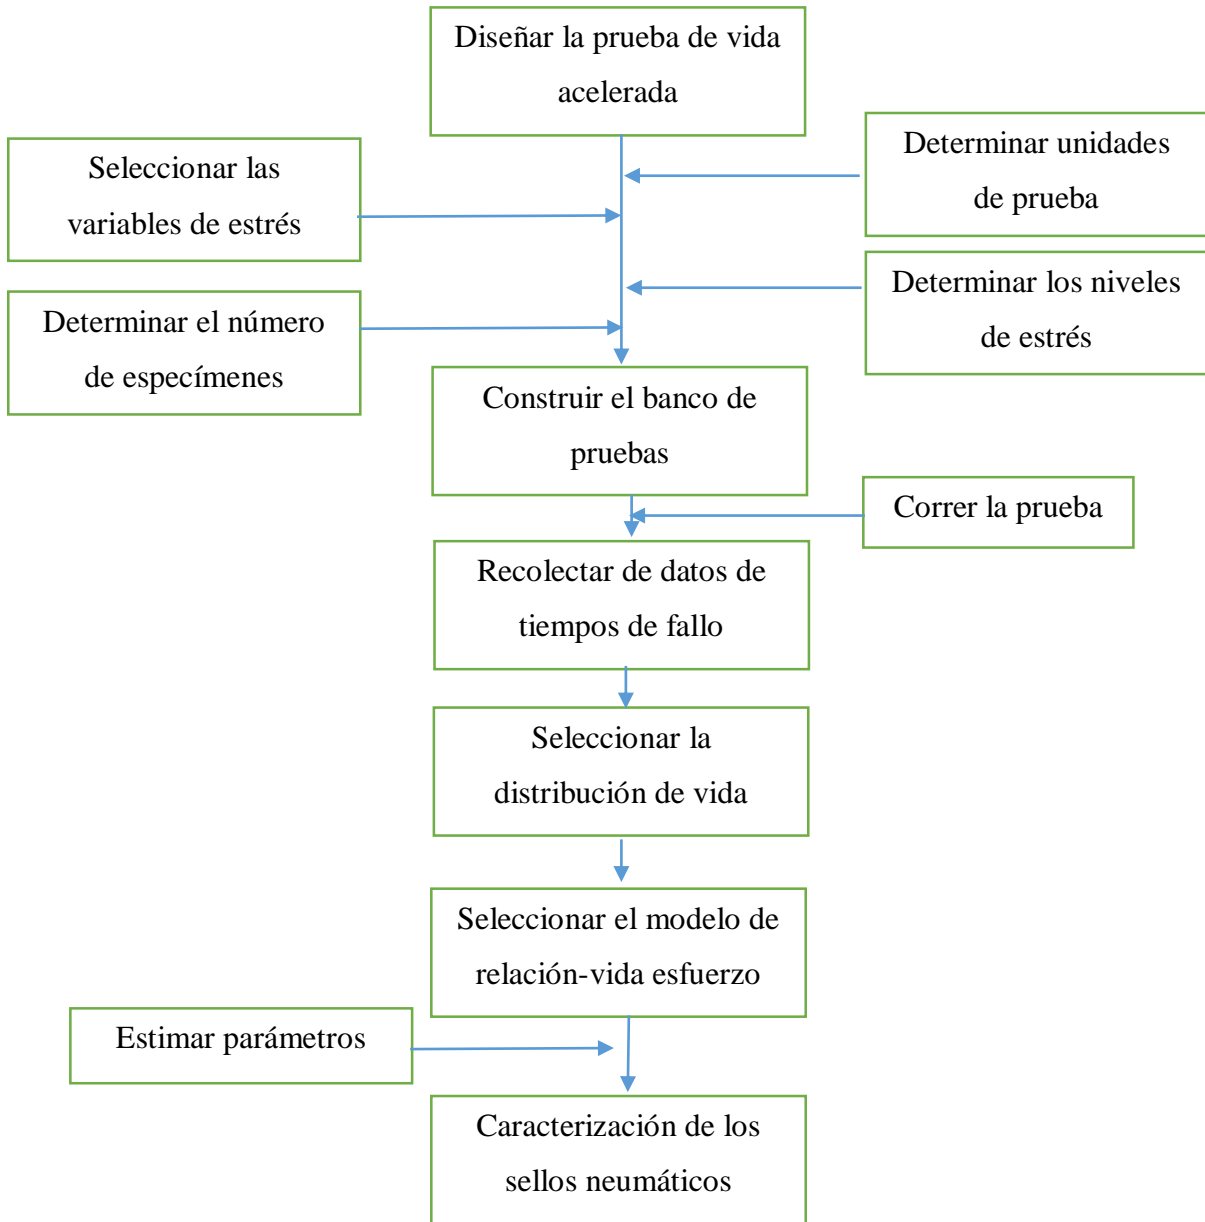 Diseñar la prueba de vida
acelerada
Determinar unidades
de prueba
Seleccionar las
variables de estrés
Determinar los niveles
de estrés
Determinar el número
de especímenes
Construir el banco de
pruebas
Correr la prueba
Recolectar de datos de
tiempos de fallo
Seleccionar la
distribución de vida
Seleccionar el modelo de
relación-vida esfuerzo
Estimar parámetros
Caracterización de los
sellos neumáticos